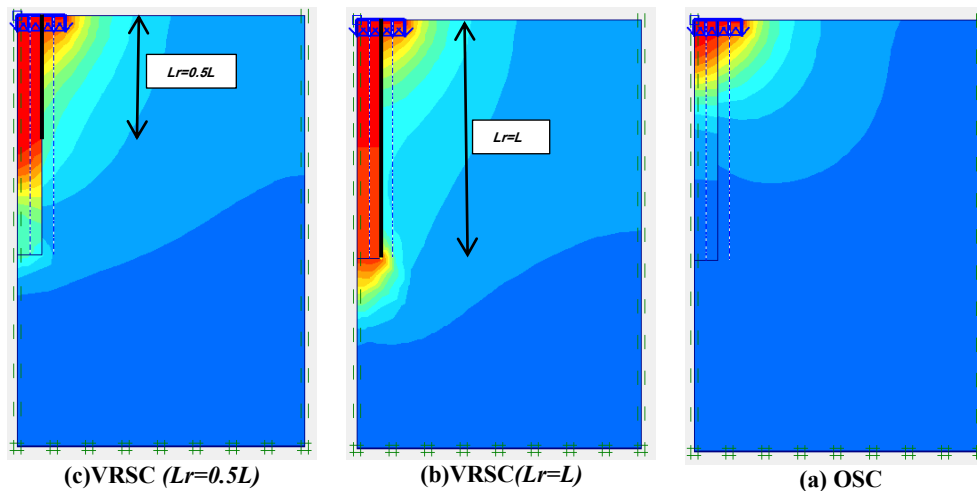 Lr=0.5L
Lr=L
(c)VRSC (Lr=0.5L)
(b)VRSC(Lr=L)
(a) OSC